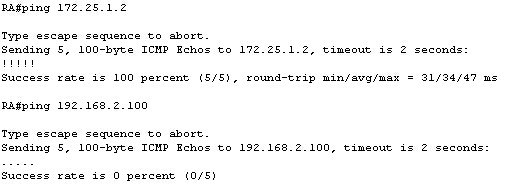 RA#ping 172.25.1.2
Type escape sequence to abort.
Sending 5, 100-byte ICMP Echos to 172.25.1.2, timeout is 2 seconds:
!!!!!
Success rate is 100 percent (5/5), round-trip min/avg/max = 31/34/47 ms
RA#ping 192.168.2.100
Type escape sequence to abort.
Sending 5, 100-byte ICMP Echos to 192.168.2.100, timeout is 2 seconds:
.....
Success rate is 0 percent (0/5)